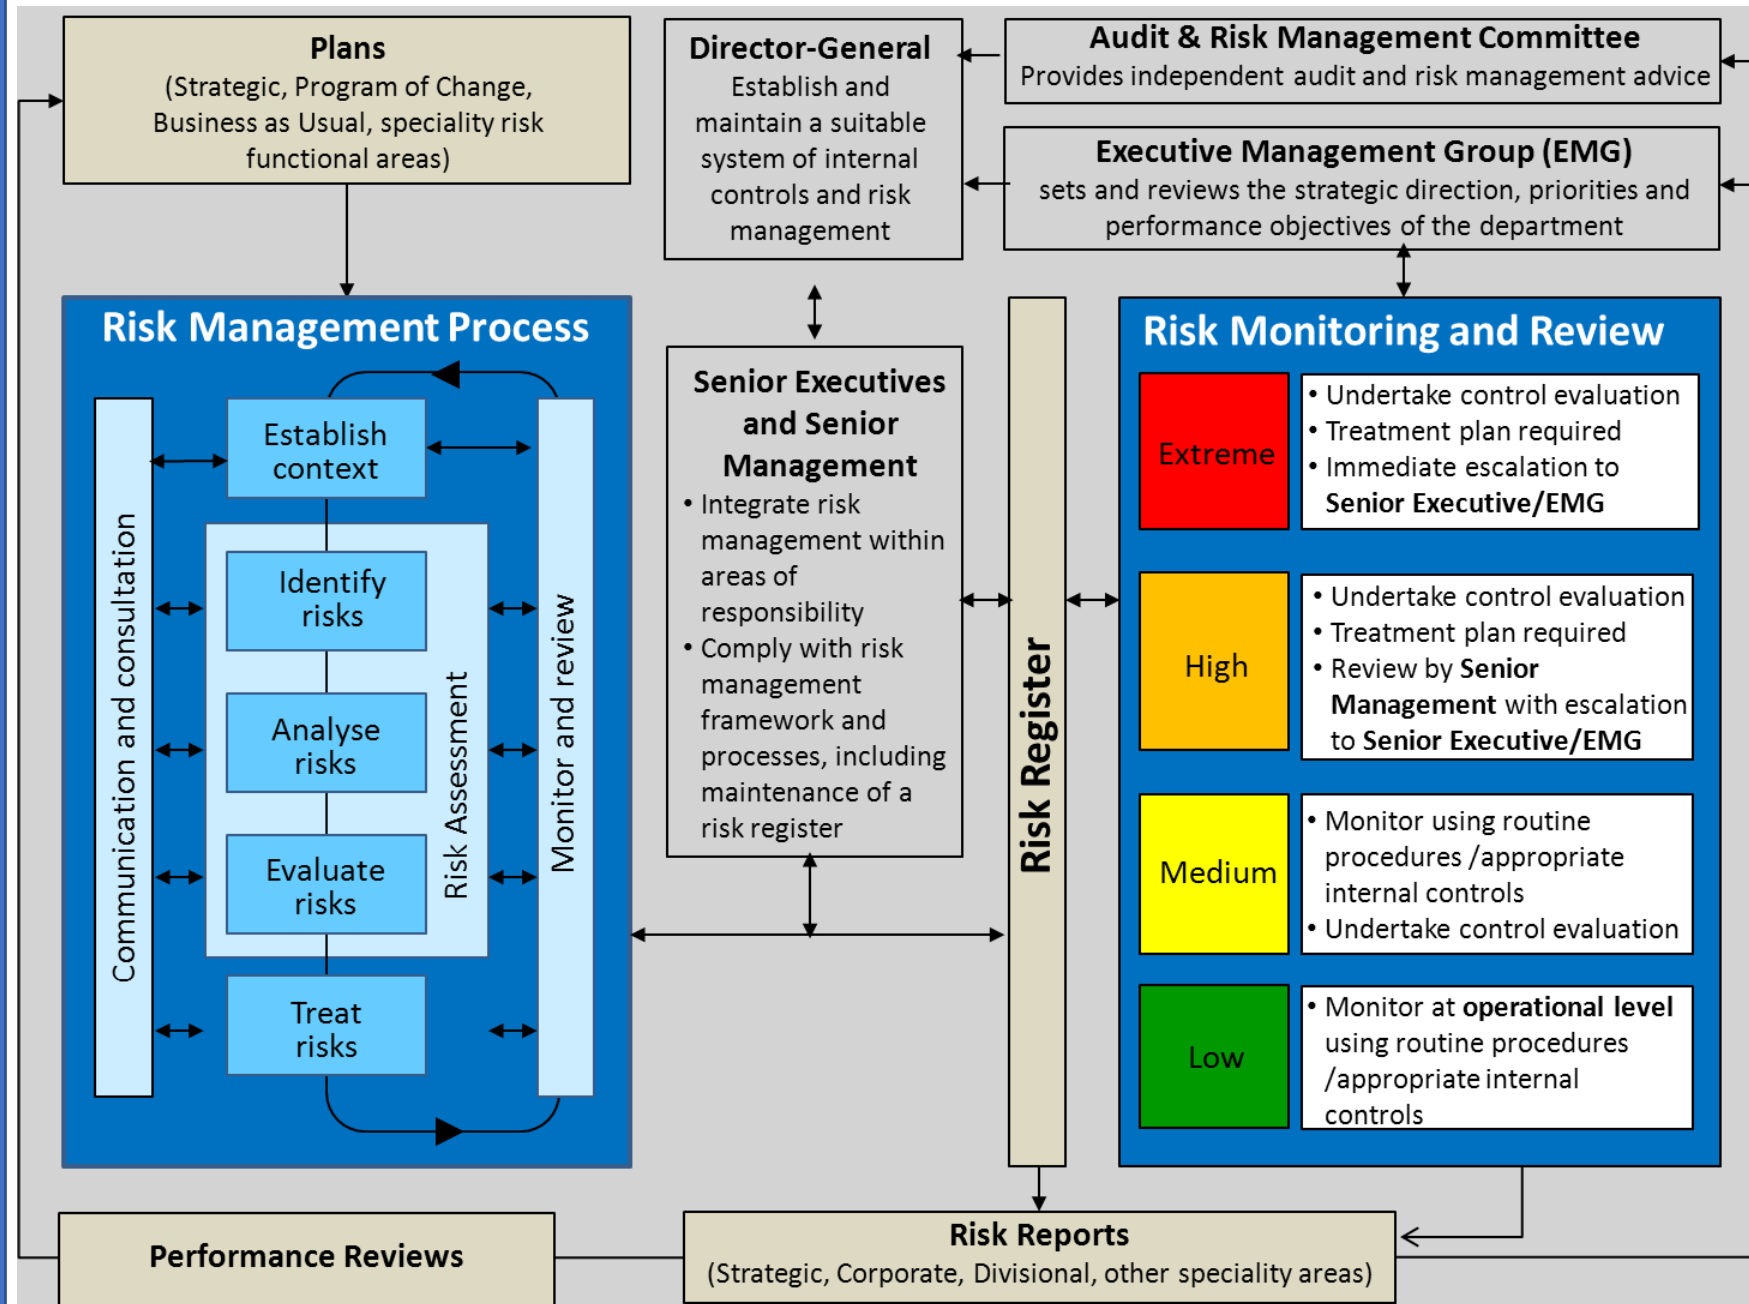 Plans
(Strategic, Program of Change,
Business as Usual, speciality risk
functional areas)
Director-General
Establish and
maintain a suitable
system of internal
controls and risk
management
Audit & Risk Management Committee
Provides independent audit and risk management advice
Executive Management Group (EMG)
sets and reviews the strategic direction, priorities and
performance objectives of the department
Risk Management Process
Communication and consultation
Establish
context
Identify
risks
Analyse
risks
Evaluate
risks
Risk Assessment
Treat
risks
Monitor and review
Senior Executives
and Senior
Management
• Integrate risk
management within
areas of
responsibility
• Comply with risk
management
framework and
processes, including
maintenance of a
risk register
Risk Register
Risk Monitoring and Review
Extreme
• Undertake control evaluation
• Treatment plan required
• Immediate escalation to
Senior Executive/EMG
High
• Undertake control evaluation
• Treatment plan required
• Review by Senior
Management with escalation
to Senior Executive/EMG
Medium
• Monitor using routine
procedures /appropriate
internal controls
• Undertake control evaluation
Low
• Monitor at operational level
using routine procedures
/appropriate internal
controls
Performance Reviews
Risk Reports
(Strategic, Corporate, Divisional, other speciality areas)